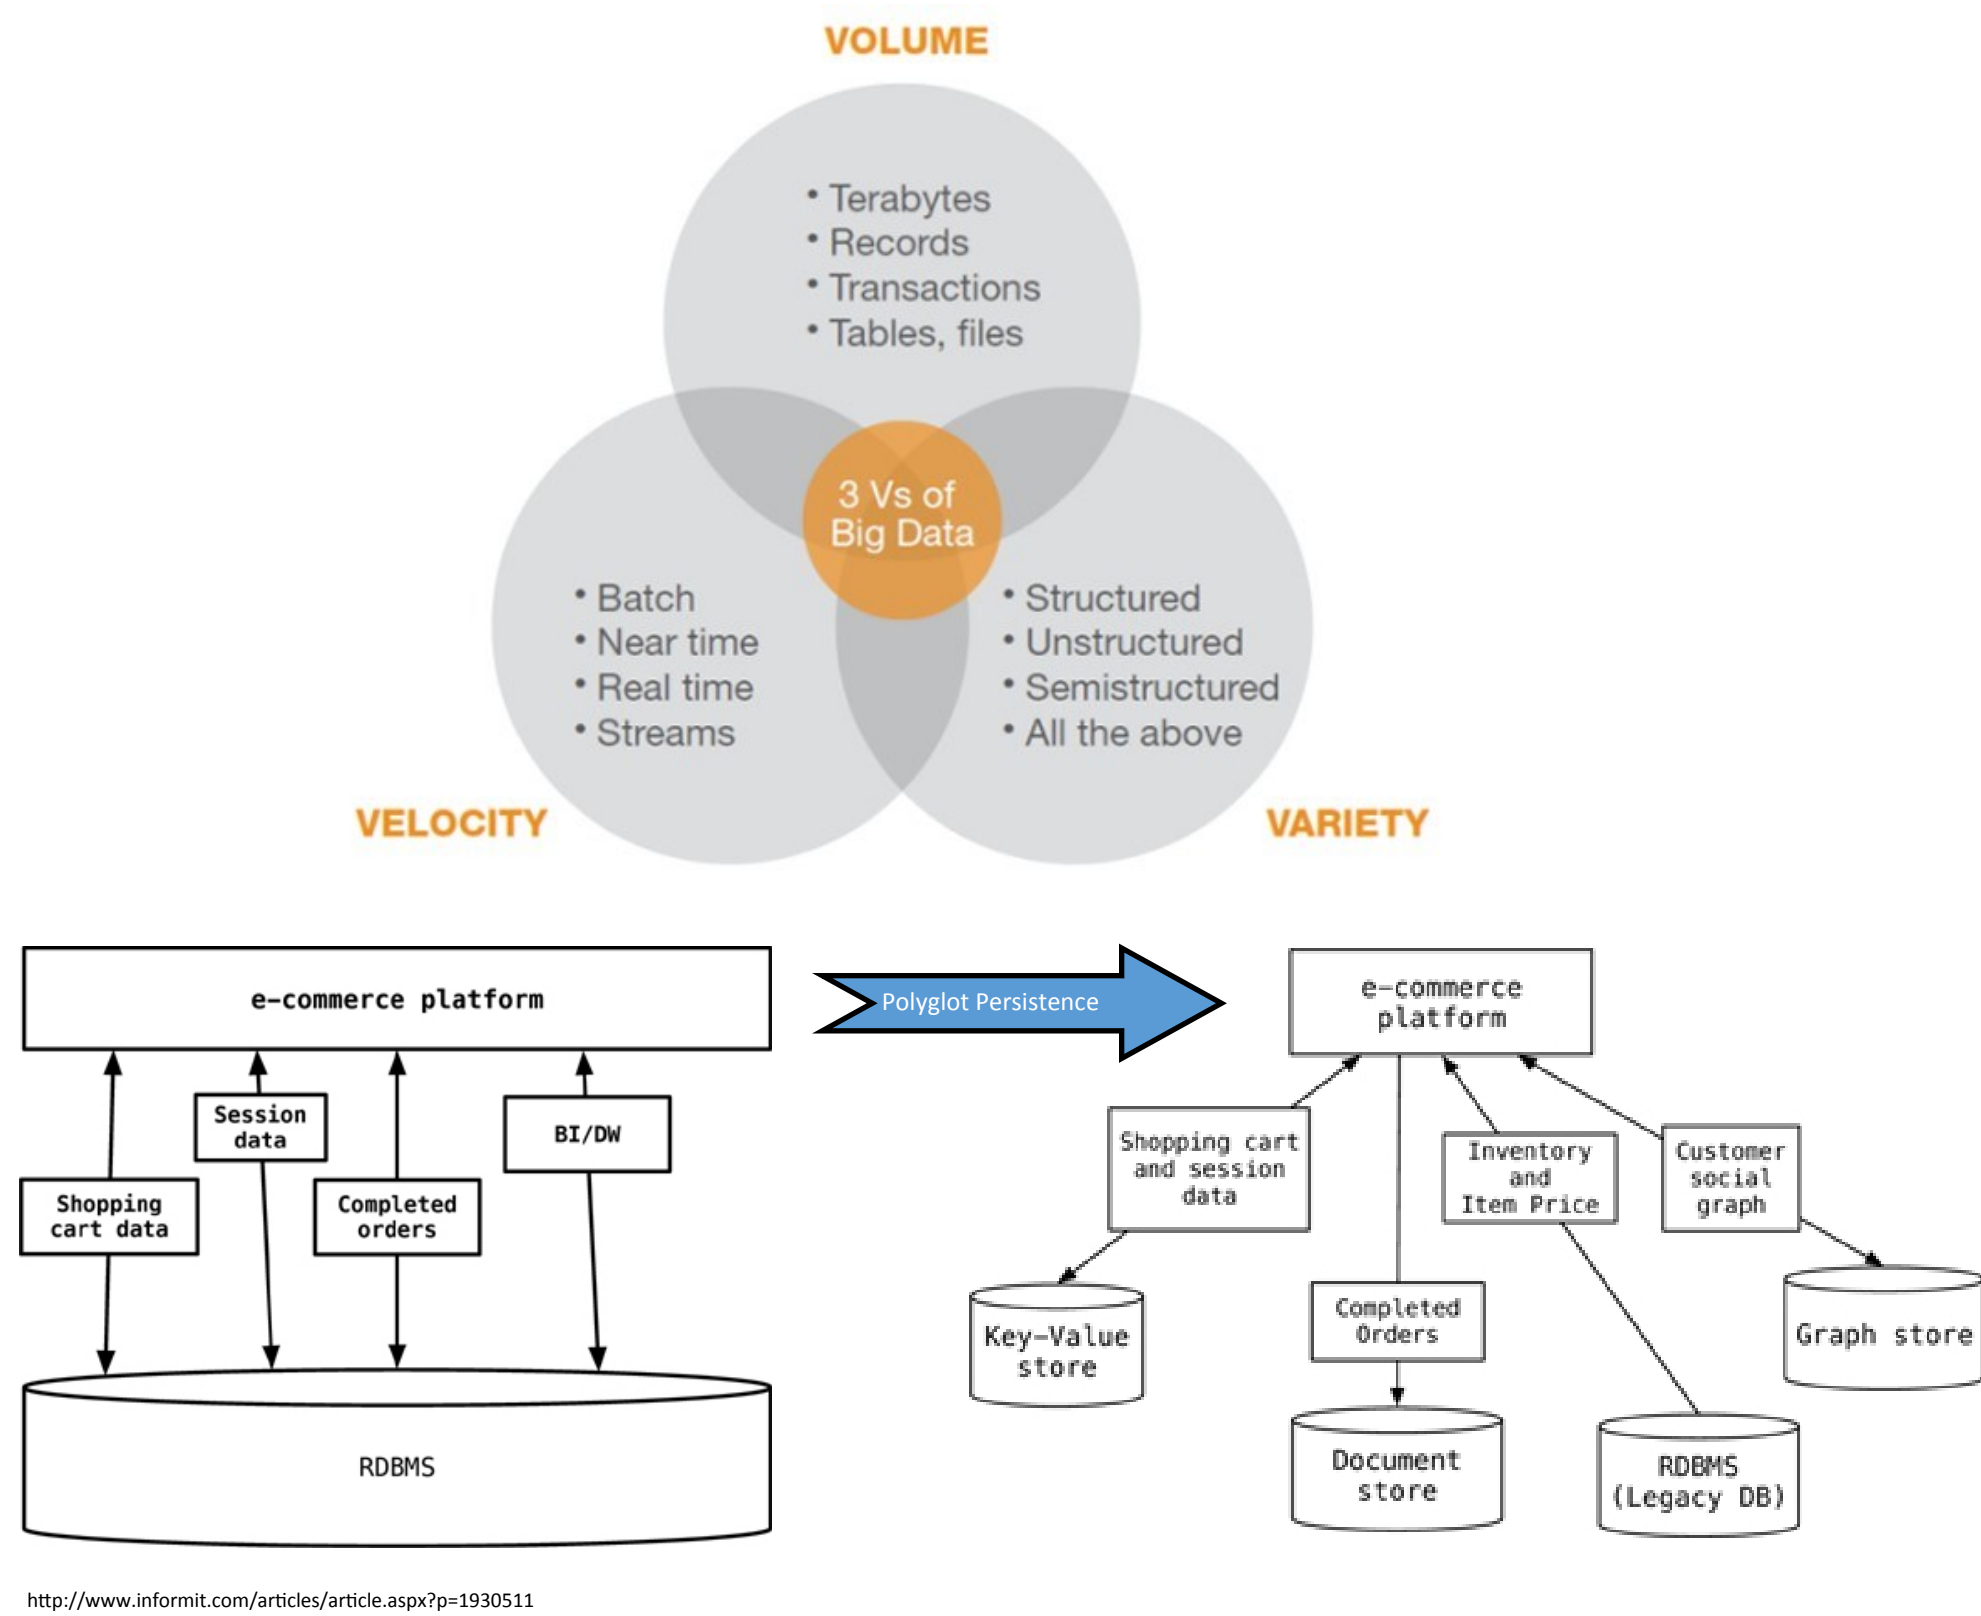 VOLUME
• Terabytes
• Records
• Transactions
• Tables, files
3 Vs of
Big Data
• Batch
• Near time
• Real time
• Streams
• Structured
• Unstructured
• Semistructured
• All the above
VELOCITY
VARIETY
e-commerce platform
Session
data
BI/DW
Shopping
cart data
Completed
orders
RDBMS
Polyglot Persistence
e-commerce
platform
Shopping cart
and session
data
Inventory
and
Item Price
Customer
social
graph
Completed
Orders
Key-Value
store
Graph store
Document
store
RDBMS
(Legacy DB)
http://www.informit.com/articles/article.aspx?p=1930511